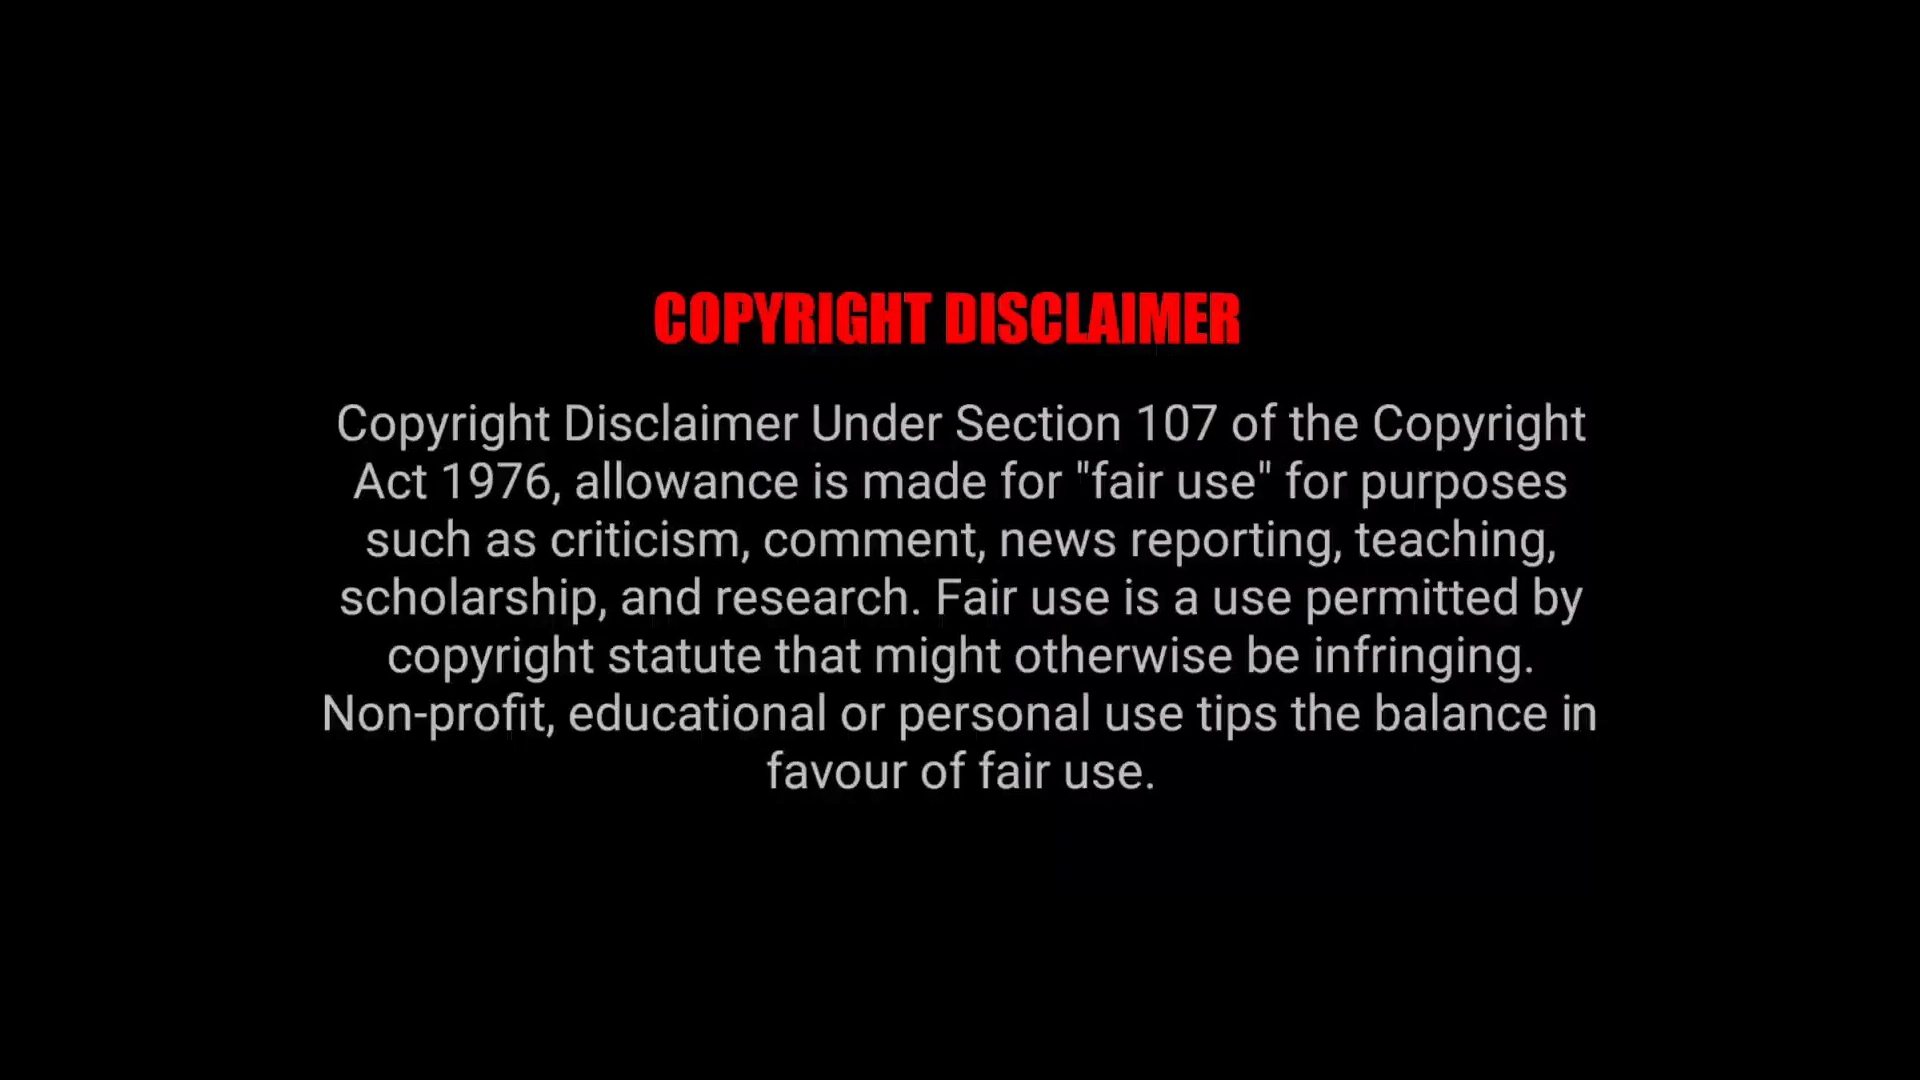 COPYRIGHT DISCLAIMER
Copyright Disclaimer Under Section 107 of the Copyright
Act 1976, allowance is made for "fair use" for purposes
such as criticism, comment, news reporting, teaching,
scholarship, and research. Fair use is a use permitted by
copyright statute that might otherwise be infringing.
Non-profit, educational or personal use tips the balance in
favour of fair use.